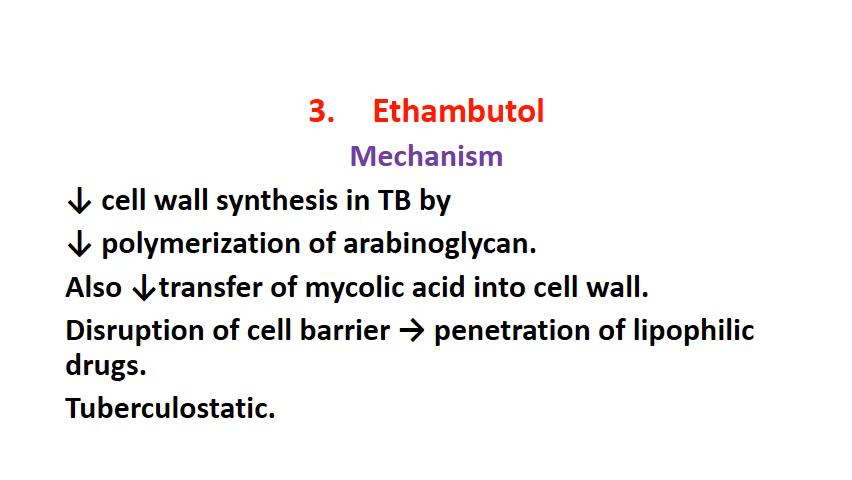 3. Ethambutol
Mechanism
↓ cell wall synthesis in TB by
↓ polymerization of arabinoglycan.
Also ↓transfer of mycolic acid into cell wall.
Disruption of cell barrier → penetration of lipophilic
drugs.
Tuberculostatic.